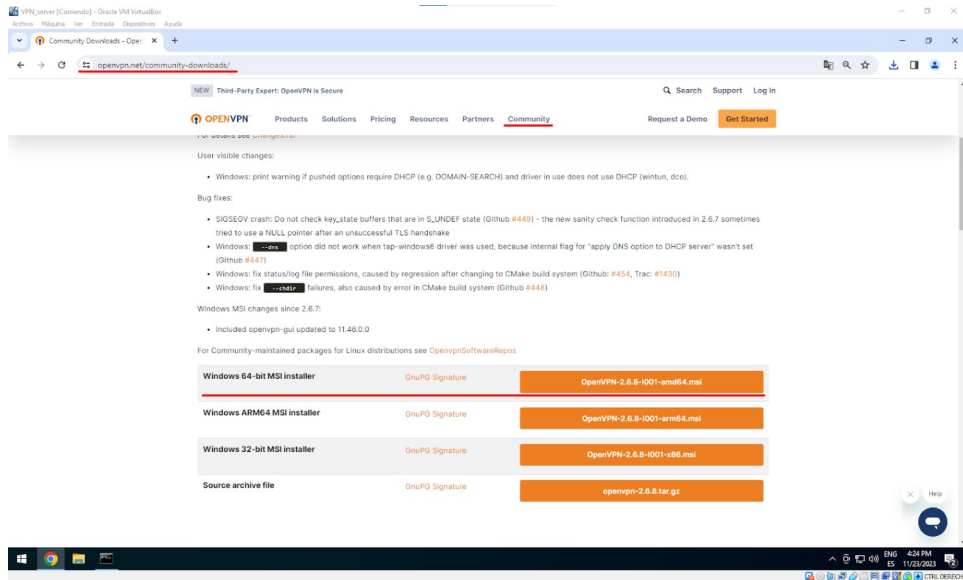 VPN_server [Corriendo] - Oracle VM VirtualBox
Archivo Máquina Ver Entrada Dispositivos Ayuda
Community Downloads - Open
openvpn.net/community-downloads/
NEW Third-Party Expert: OpenVPN is Secure
Search Support Log In
OPENVPN Products Solutions Pricing Resources Partners Community Request a Demo Get Started
For details see Changes.rst
User visible changes:
• Windows: print warning if pushed options require DHCP (e.g. DOMAIN-SEARCH) and driver in use does not use DHCP (wintun, dco).
Bug fixes:
• SIGSEGV crash: Do not check key_state buffers that are in S_UNDEF state (Github #449) - the new sanity check function introduced in 2.6.7 sometimes
tried to use a NULL pointer after an unsuccessful TLS handshake
• Windows: --dns option did not work when tap-windows6 driver was used, because internal flag for "apply DNS option to DHCP server" wasn't set
(Github #447)
• Windows: fix status/log file permissions, caused by regression after changing to CMake build system (Github: #454, Trac: #1430)
• Windows: fix --chdir failures, also caused by error in CMake build system (Github #448)
Windows MSI changes since 2.6.7:
• Included openvpn-gui updated to 11.46.0.0
For Community-maintained packages for Linux distributions see OpenvpnSoftwareRepos
Windows 64-bit MSI installer GnuPG Signature OpenVPN-2.6.8-I001-amd64.msi
Windows ARM64 MSI installer GnuPG Signature OpenVPN-2.6.8-I001-arm64.msi
Windows 32-bit MSI installer GnuPG Signature OpenVPN-2.6.8-I001-x86.msi
Source archive file GnuPG Signature openvpn-2.6.8.tar.gz
Help
ENG 4:24 PM
ES 11/23/2023
2
CTRL DERECH